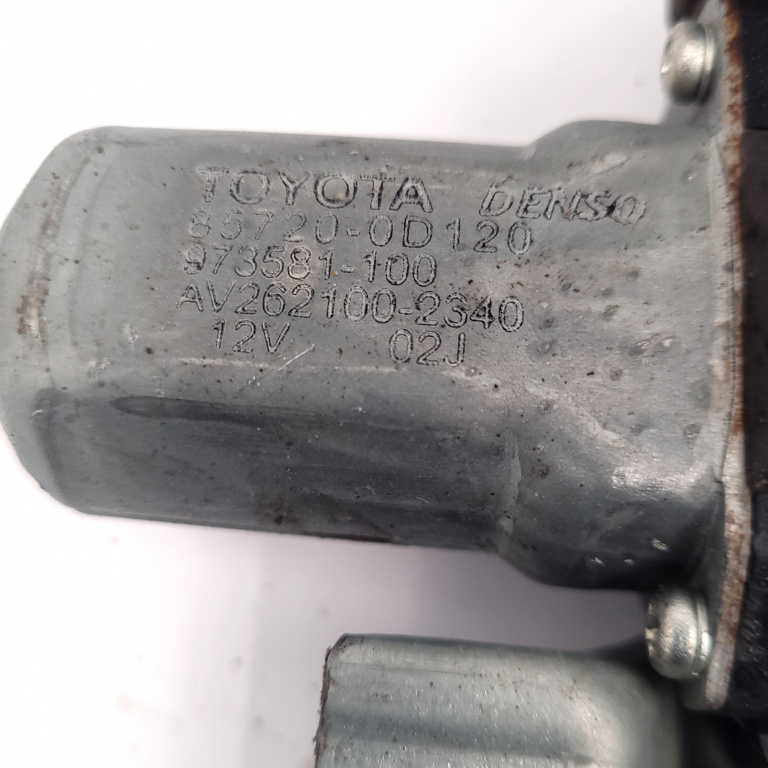 TOYOTA DENSO
85720-0D120
973581-100
AV262100-2340
12V 02J